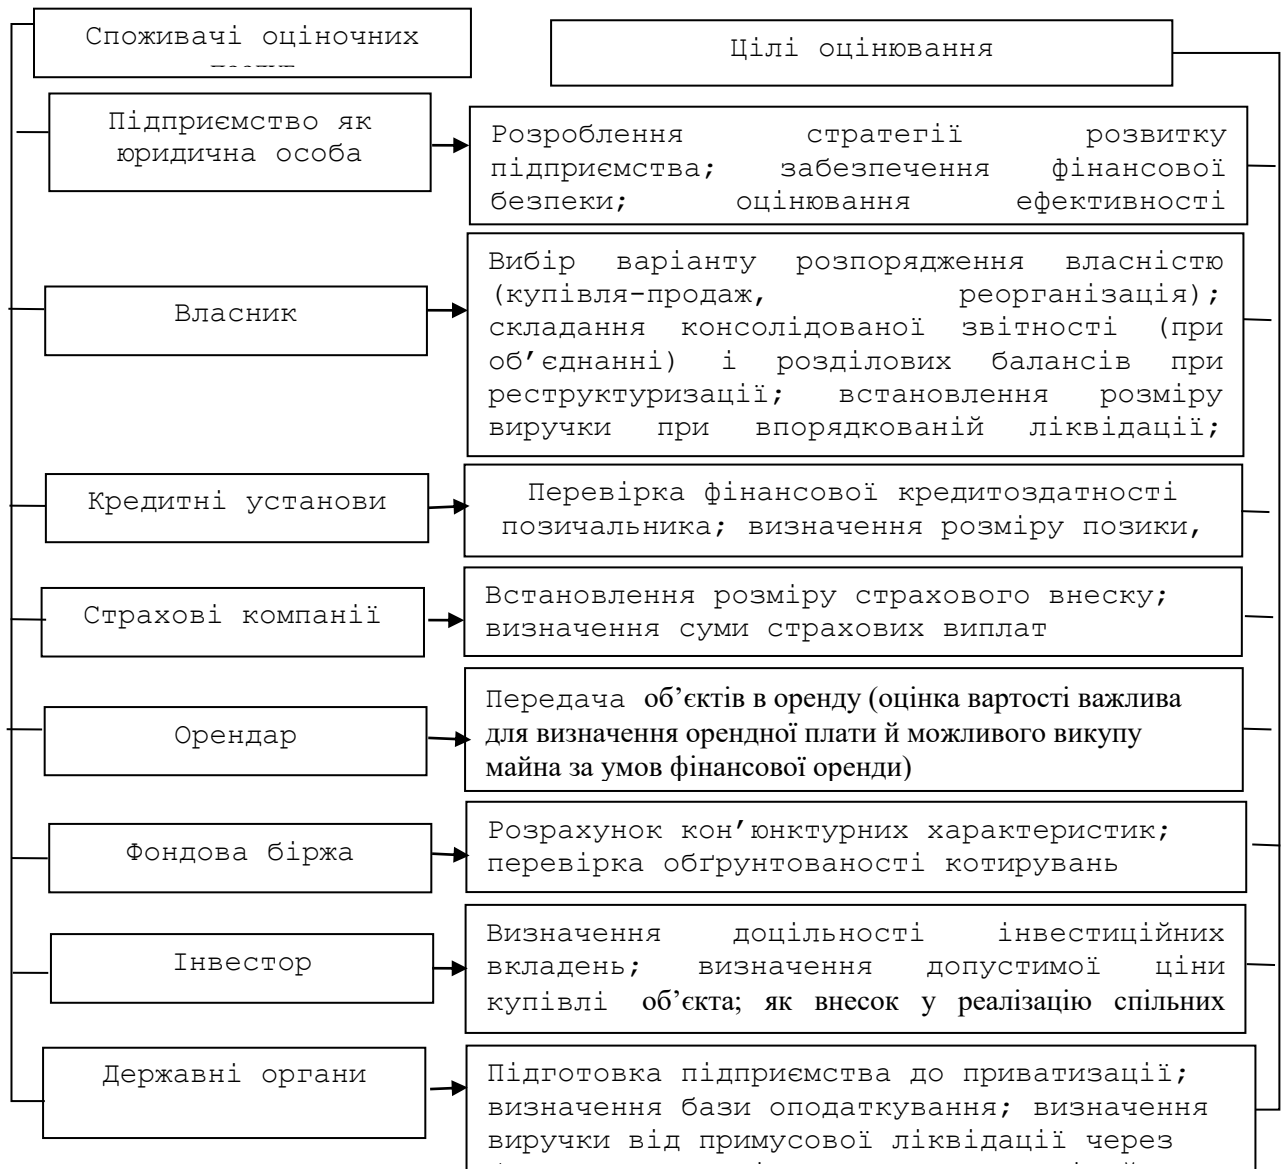 Споживачі оціночних
Цілі оцінювання
Підприємство як
юридична особа
Розроблення стратегії розвитку
підприємства; забезпечення фінансової
безпеки; оцінювання ефективності
Власник
Вибір варіанту розпорядження власністю
(купівля-продаж, реорганізація);
складання консолідованої звітності (при
об’єднанні) і розділових балансів при
реструктуризації; встановлення розміру
виручки при впорядкованій ліквідації;
Кредитні установи
Перевірка фінансової кредитоздатності
позичальника; визначення розміру позики,
Страхові компанії
Встановлення розміру страхового внеску;
визначення суми страхових виплат
Орендар
Передача об’єктів в оренду (оцінка вартості важлива
для визначення орендної плати й можливого викупу
майна за умов фінансової оренди)
Фондова біржа
Розрахунок кон’юнктурних характеристик;
перевірка обґрунтованості котирувань
Інвестор
Визначення доцільності інвестиційних
вкладень; визначення допустимої ціни
купівлі об’єкта; як внесок у реалізацію спільних
Державні органи
Підготовка підприємства до приватизації;
визначення бази оподаткування; визначення
виручки від примусової ліквідації через